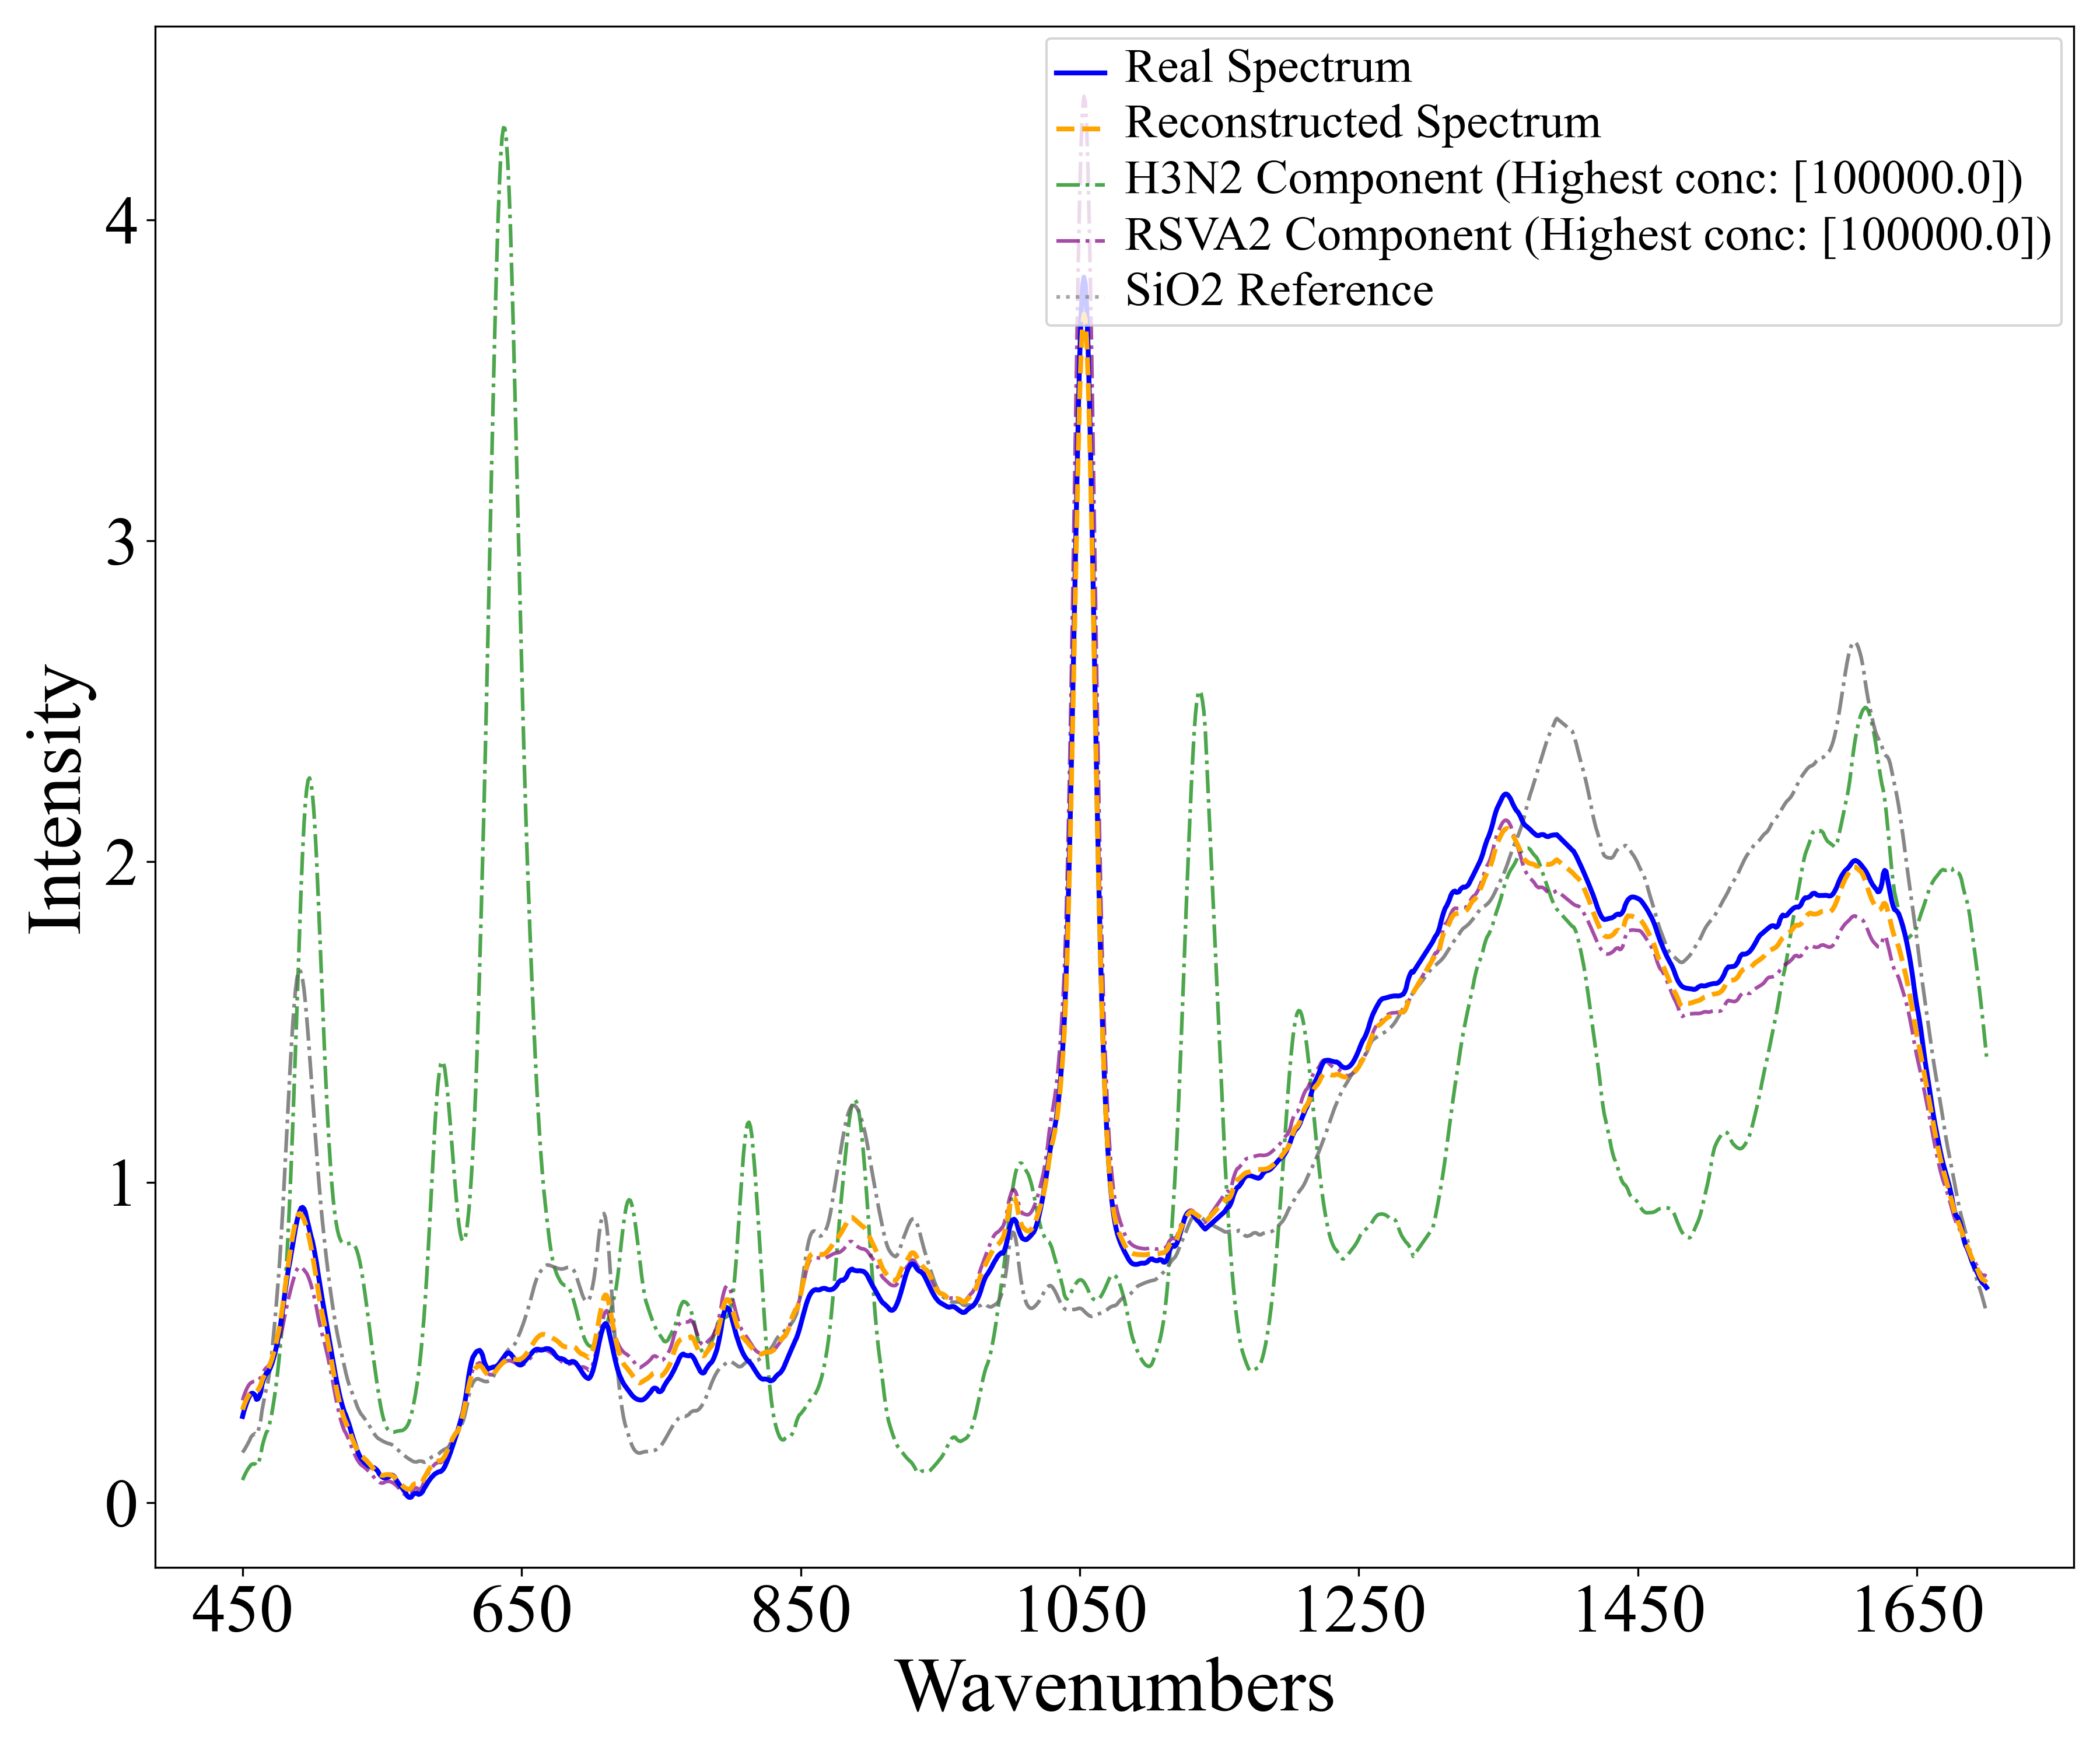 Real Spectrum
Reconstructed Spectrum
H3N2 Component (Highest conc: [100000.0])
RSVA2 Component (Highest conc: [100000.0])
SiO2 Reference
Intensity
4
3
2
1
0
450 650 850 1050 1250 1450 1650
Wavenumbers